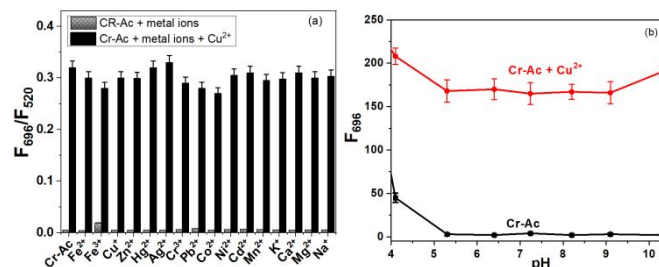 (a)
CR-Ac + metal ions
Cr-Ac + metal ions + Cu²⁺
F₆₉₆/F₅₂₀
0.4
0.3
0.2
0.1
0.0
Cr-Ac
Fe²⁺
Fe³⁺
Cu⁺
Zn²⁺
Hg²⁺
Ag²⁺
Cr³⁺
Pb²⁺
Co²⁺
Ni²⁺
Cd²⁺
Mn²⁺
K⁺
Ca²⁺
Mg²⁺
Na⁺
(b)
F₆₉₆
200
150
100
50
0
Cr-Ac + Cu²⁺
Cr-Ac
4 5 6 7 8 9 10
pH